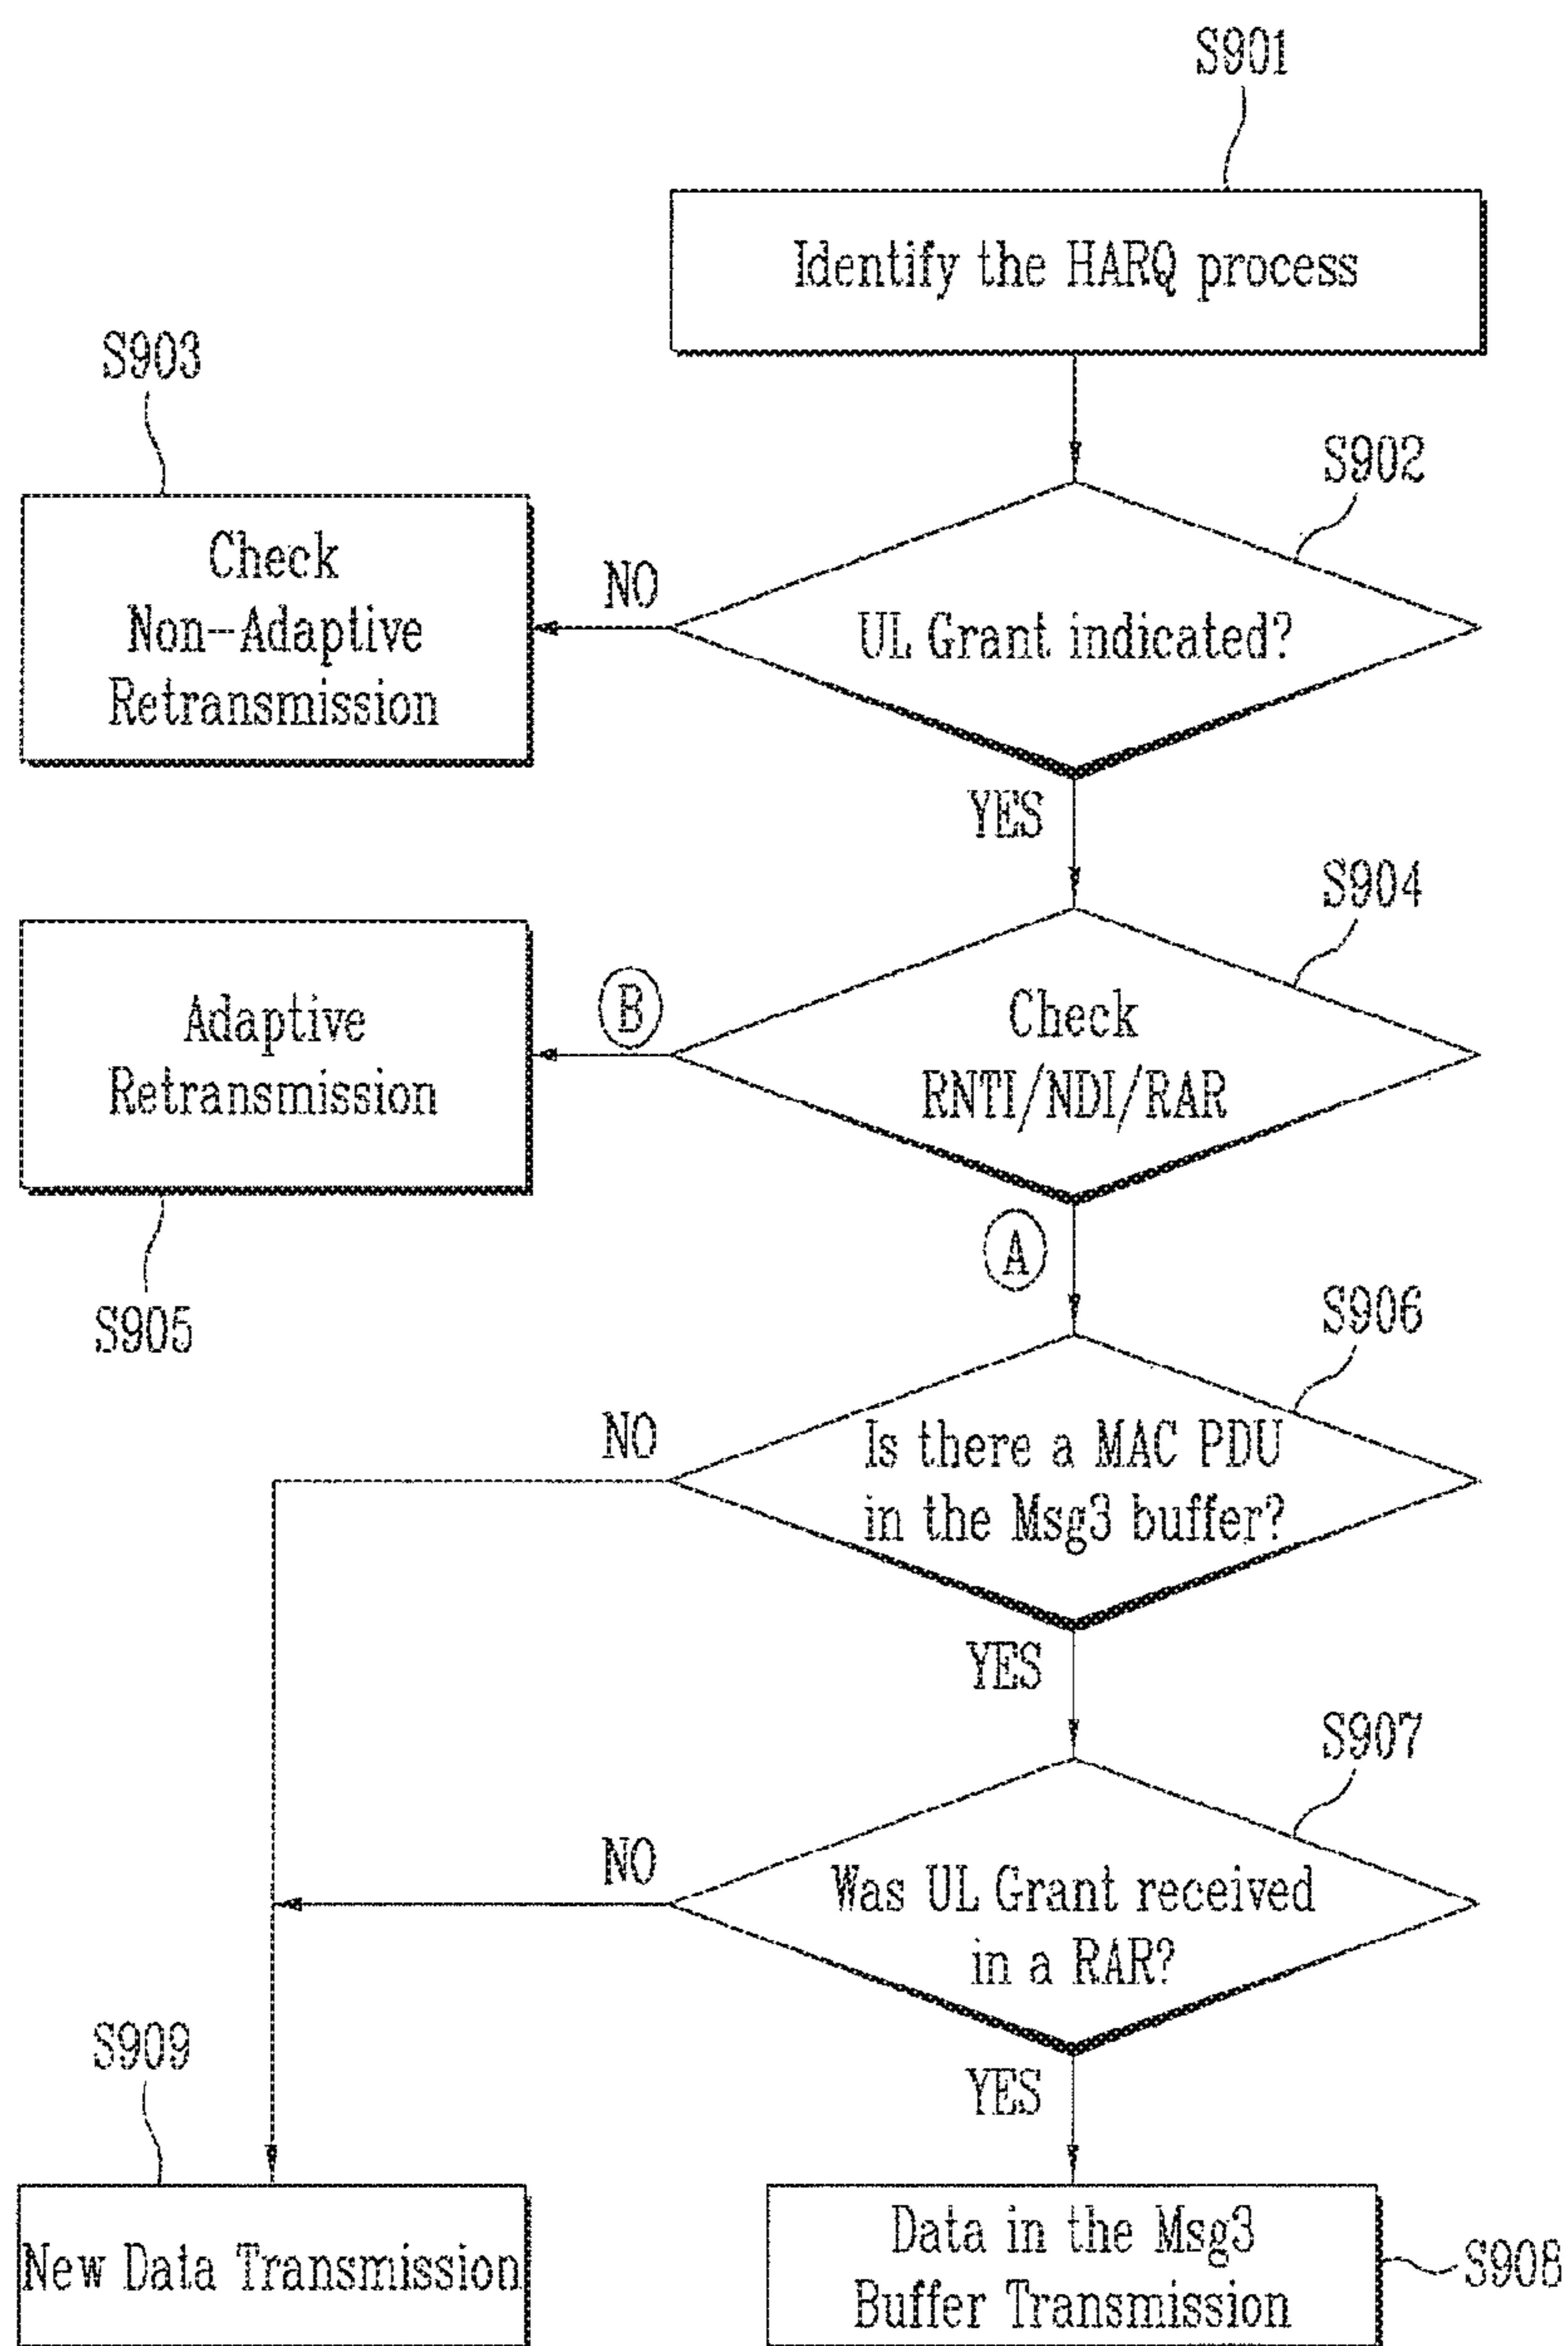 S901
Identify the HARQ process
S903
S902
Check
Non-Adaptive
Retransmission
NO
UL Grant indicated?
YES
S904
Adaptive
Retransmission
B
Check
RNTI/NDI/RAR
A
S905
S906
NO
Is there a MAC PDU
in the Msg3 buffer?
YES
S907
NO
Was UL Grant received
in a RAR?
S909
YES
New Data Transmission
Data in the Msg3
Buffer Transmission
S908